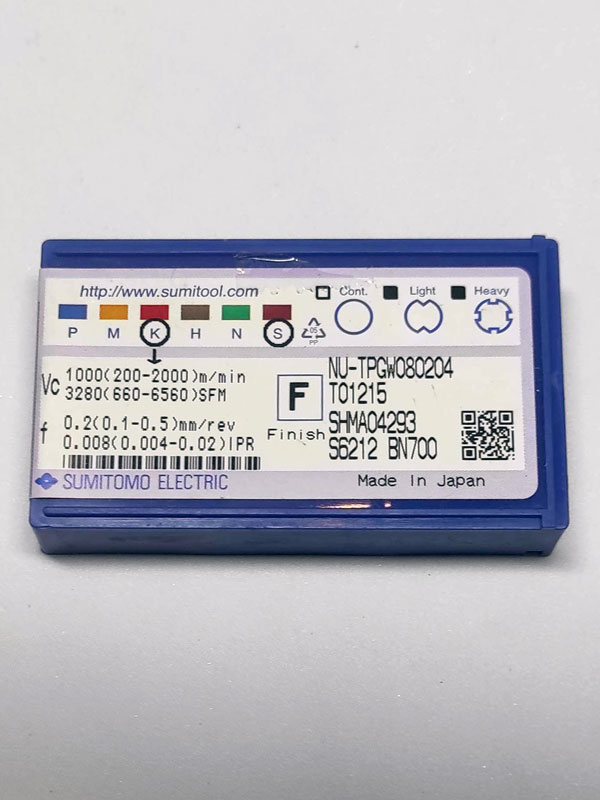 http://www.sumitool.com
Cont. Light Heavy
P M K H N S
05
PP
Vc 1000(200-2000)m/min
3280(660-6560)SFM
f 0.2(0.1-0.5)mm/rev
0.008(0.004-0.02)IPR
F
Finish
NU-TPGW080204
T01215
SHMA04293
S6212 BN700
SUMITOMO ELECTRIC
Made In Japan